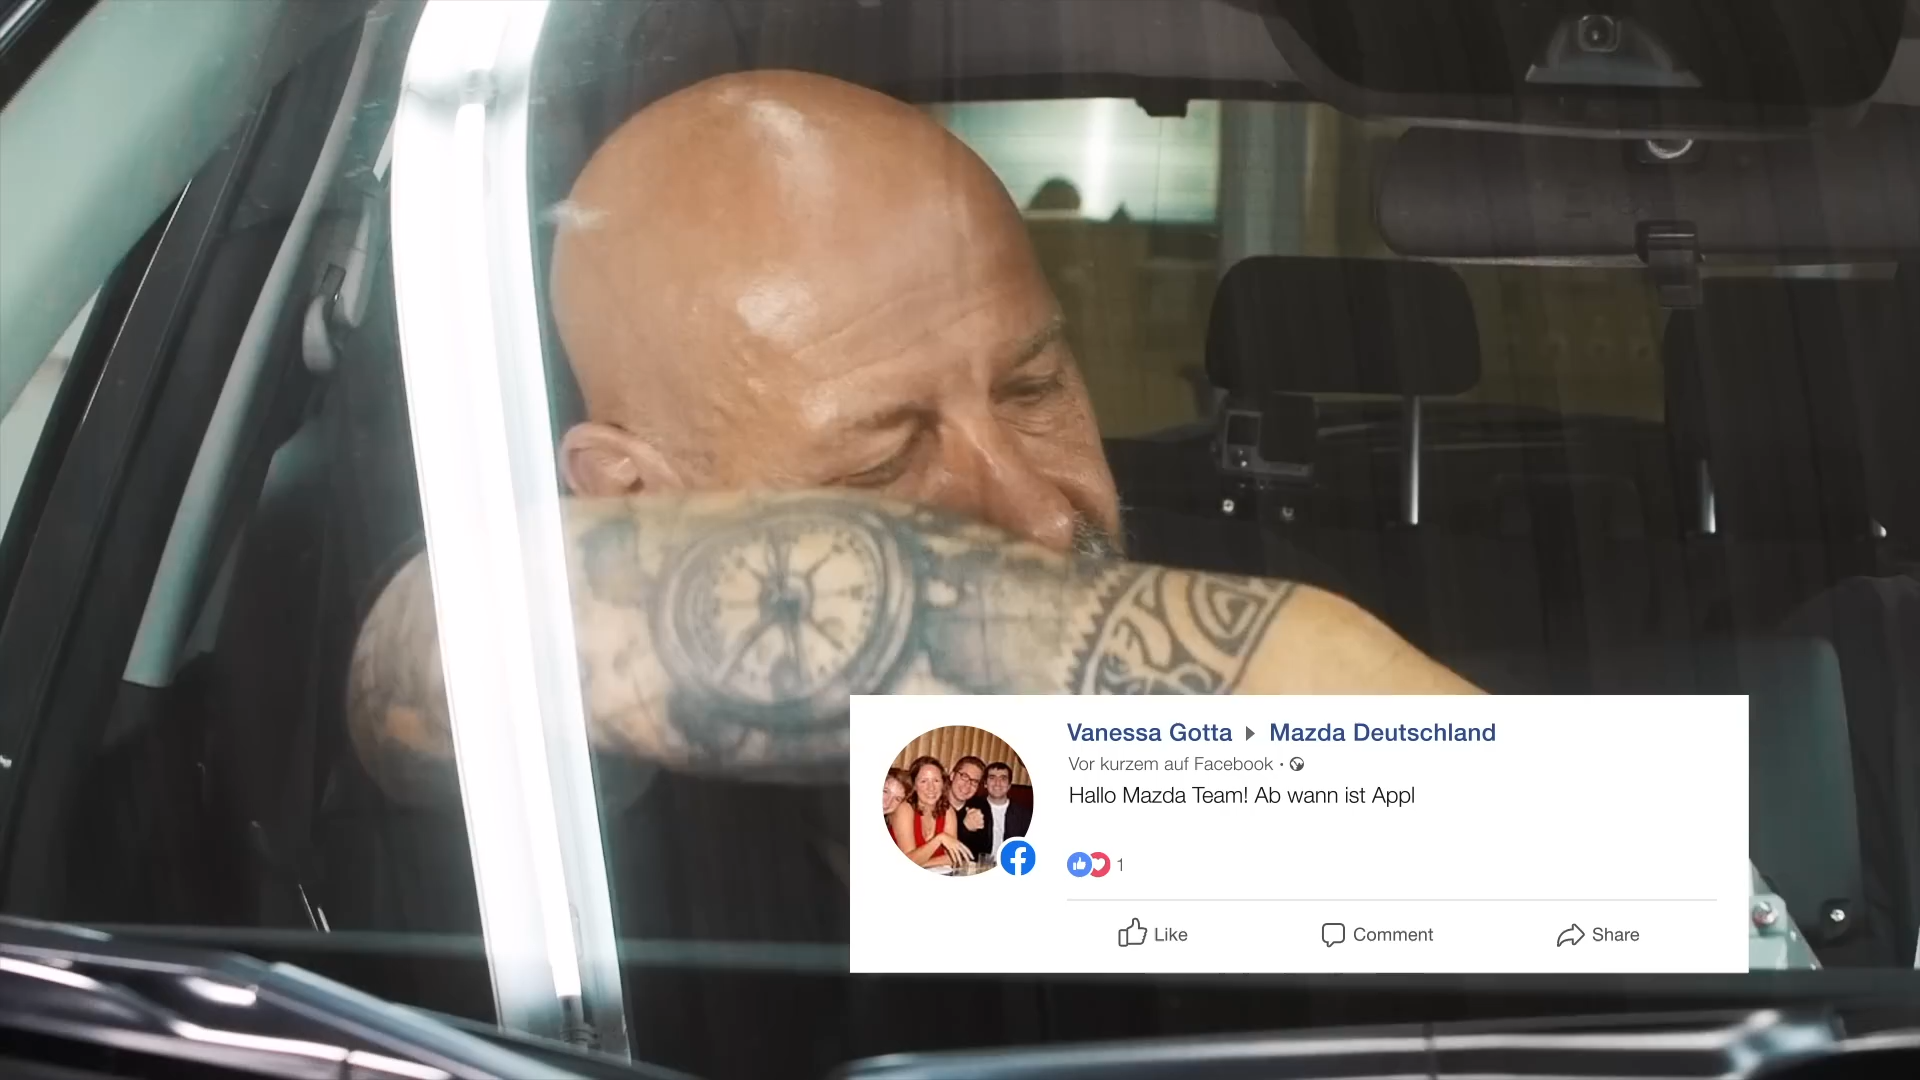 Vanessa Gotta Mazda Deutschland
Vor kurzem auf Facebook ·
Hallo Mazda Team! Ab wann ist Appl
1
Like Comment Share